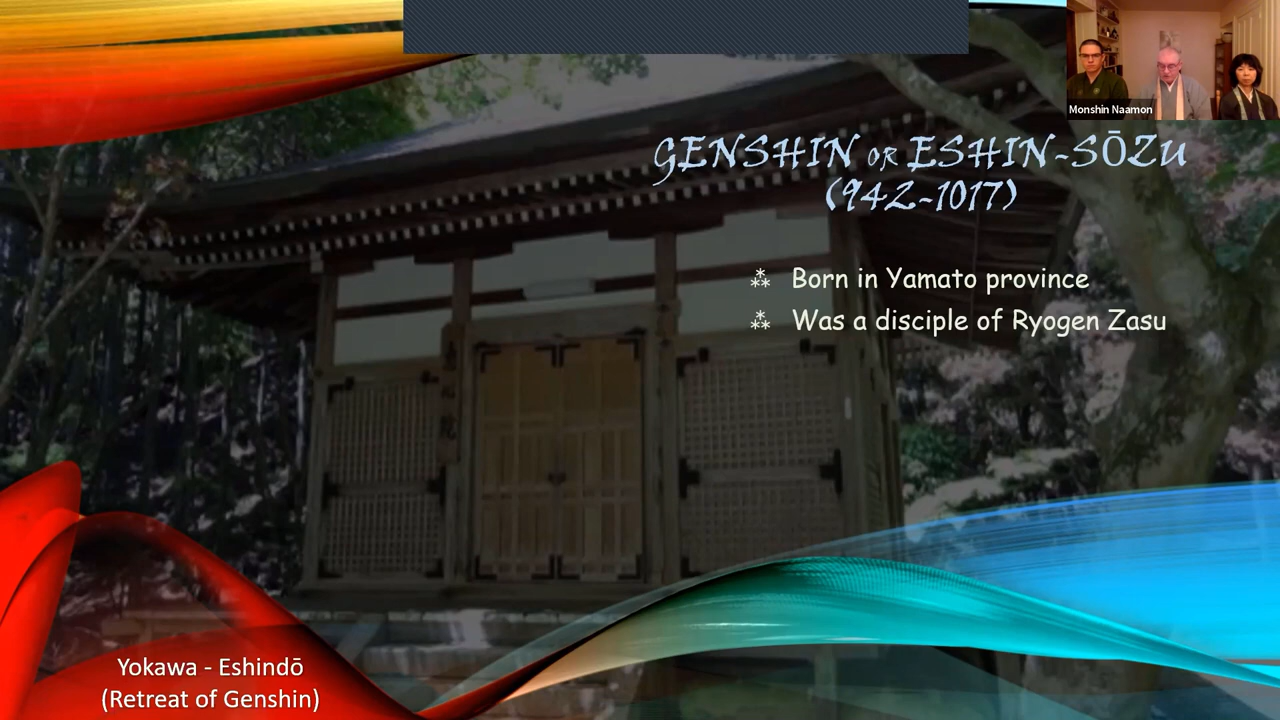 Monshin Naamon
GENSHIN OR ESHIN-SŌZU
(942-1017)
⁂ Born in Yamato province
⁂ Was a disciple of Ryogen Zasu
Yokawa - Eshindō
(Retreat of Genshin)